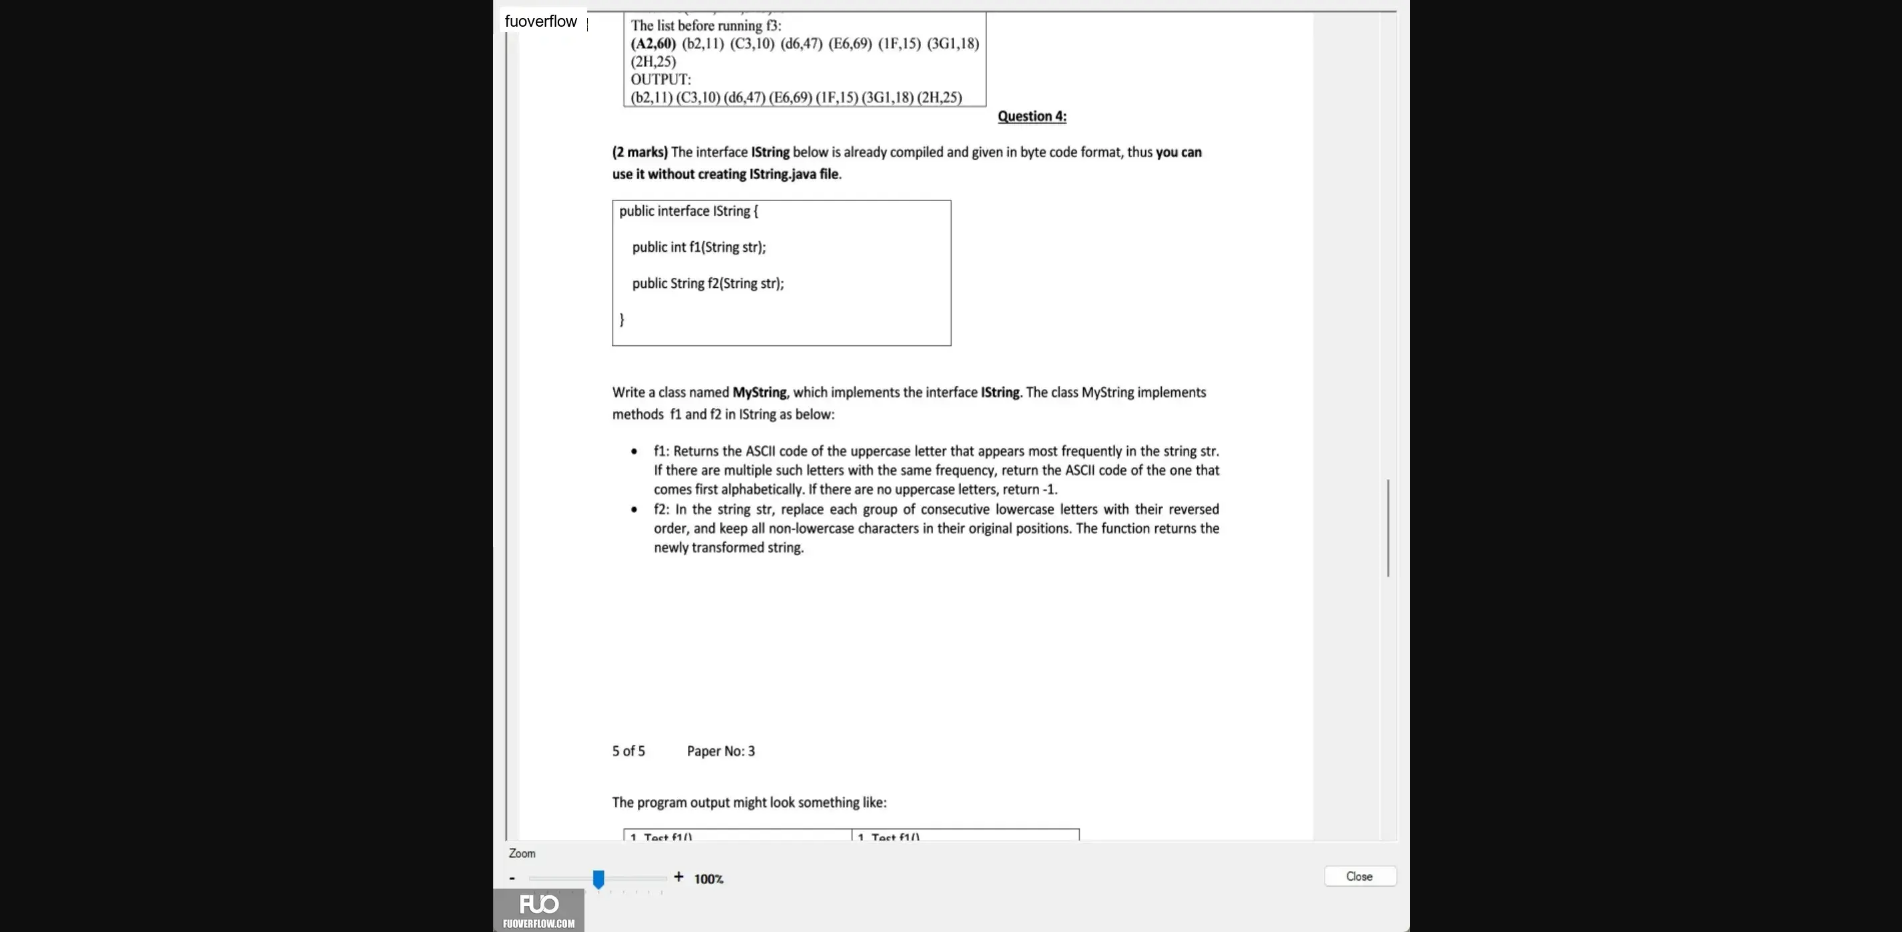 fuoverflow
The list before running f3:
(A2,60) (b2,11) (C3,10) (d6,47) (E6,69) (1F,15) (3G1,18)
(2H,25)
OUTPUT:
(b2,11) (C3,10) (d6,47) (E6,69) (1F,15) (3G1,18) (2H,25)
Question 4:
(2 marks) The interface IString below is already compiled and given in byte code format, thus you can
use it without creating IString.java file.
public interface IString {
public int f1(String str);
public String f2(String str);
}
Write a class named MyString, which implements the interface IString. The class MyString implements
methods f1 and f2 in IString as below:
• f1: Returns the ASCII code of the uppercase letter that appears most frequently in the string str.
If there are multiple such letters with the same frequency, return the ASCII code of the one that
comes first alphabetically. If there are no uppercase letters, return -1.
• f2: In the string str, replace each group of consecutive lowercase letters with their reversed
order, and keep all non-lowercase characters in their original positions. The function returns the
newly transformed string.
5 of 5 Paper No: 3
The program output might look something like:
1. Test f1() 1. Test f1()
Zoom
- + 100%
Close
FUO
FUOVERFLOW.COM